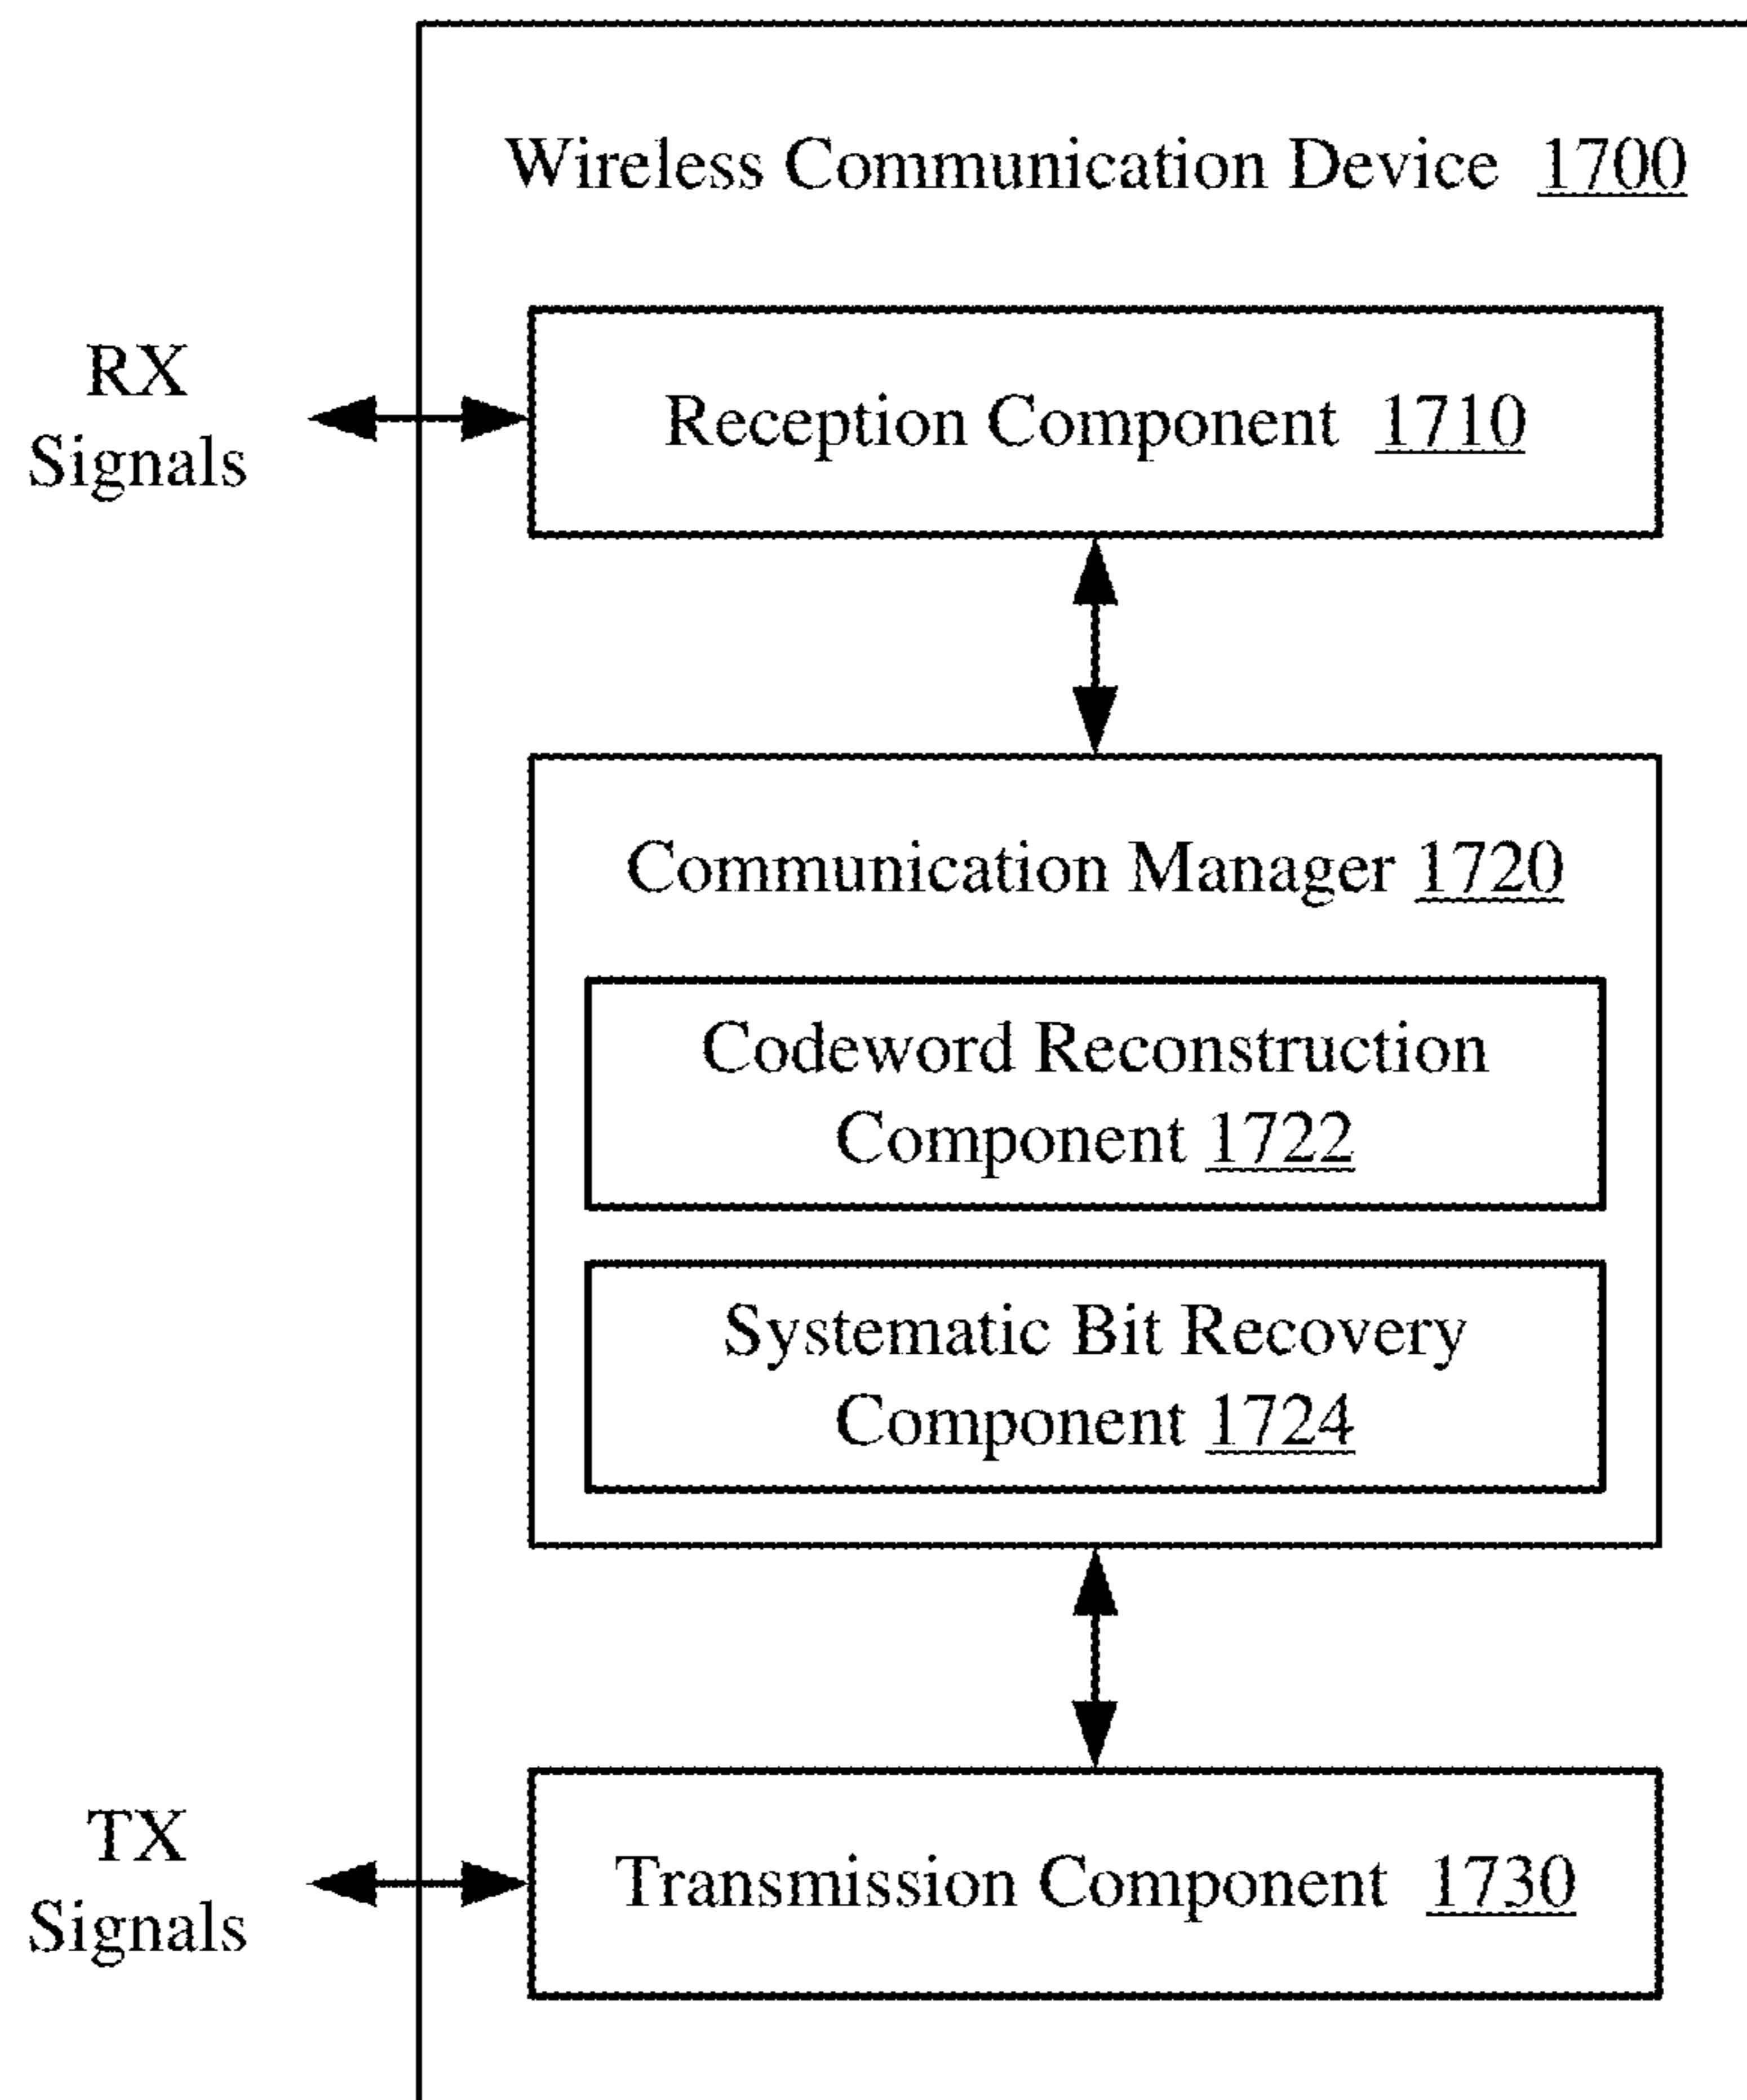 Wireless Communication Device 1700
RX
Signals
Reception Component 1710
Communication Manager 1720
Codeword Reconstruction
Component 1722
Systematic Bit Recovery
Component 1724
TX
Signals
Transmission Component 1730